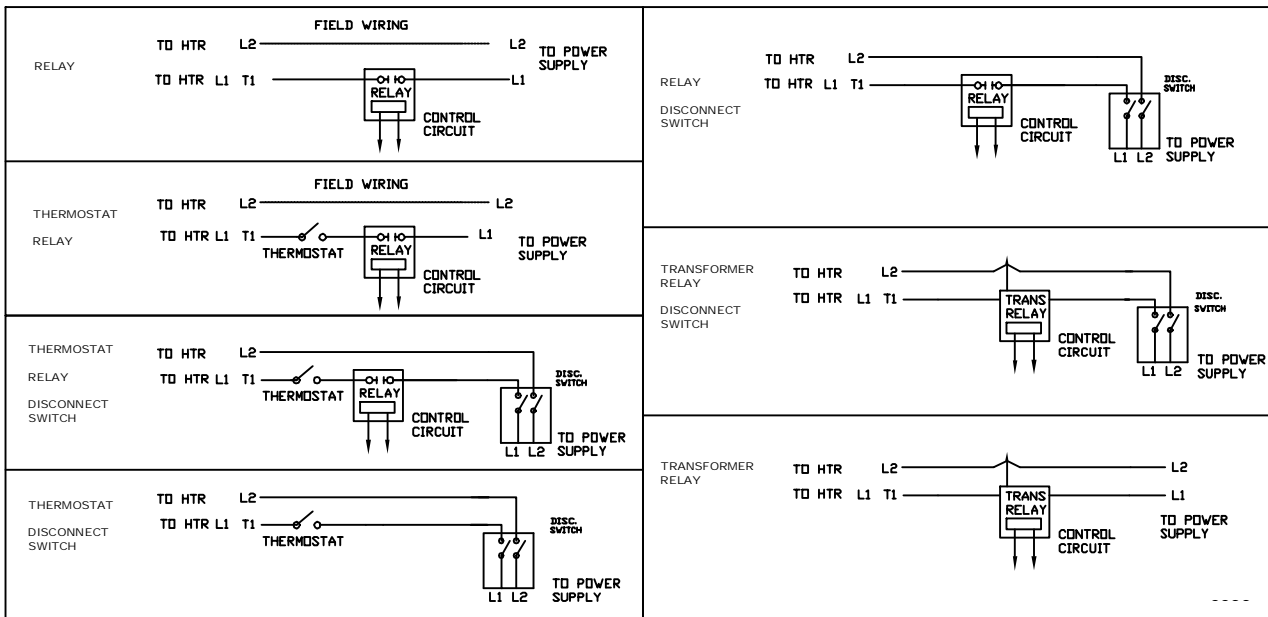 RELAY
FIELD WIRING
TO HTR L2 L2
TO POWER
SUPPLY
TO HTR L1 T1 L1
RELAY
CONTROL
CIRCUIT
THERMOSTAT
RELAY
FIELD WIRING
TO HTR L2 L2
TO HTR L1 T1 L1
THERMOSTAT
RELAY
TO POWER
SUPPLY
CONTROL
CIRCUIT
THERMOSTAT
RELAY
DISCONNECT
SWITCH
TO HTR L2
TO HTR L1 T1
THERMOSTAT
RELAY
DISC.
SWITCH
CONTROL
CIRCUIT
TO POWER
L1 L2 SUPPLY
THERMOSTAT
DISCONNECT
SWITCH
TO HTR L2
TO HTR L1 T1
THERMOSTAT
DISC.
SWITCH
TO POWER
SUPPLY
L1 L2
RELAY
DISCONNECT
SWITCH
TO HTR L2
TO HTR L1 T1
RELAY
DISC.
SWITCH
CONTROL
CIRCUIT
TO POWER
SUPPLY
L1 L2
TRANSFORMER
RELAY
DISCONNECT
SWITCH
TO HTR L2
TO HTR L1 T1
TRANS
RELAY
DISC.
SWITCH
CONTROL
CIRCUIT
TO POWER
SUPPLY
L1 L2
TRANSFORMER
RELAY
TO HTR L2 L2
TO HTR L1 T1 L1
TRANS
RELAY
TO POWER
SUPPLY
CONTROL
CIRCUIT